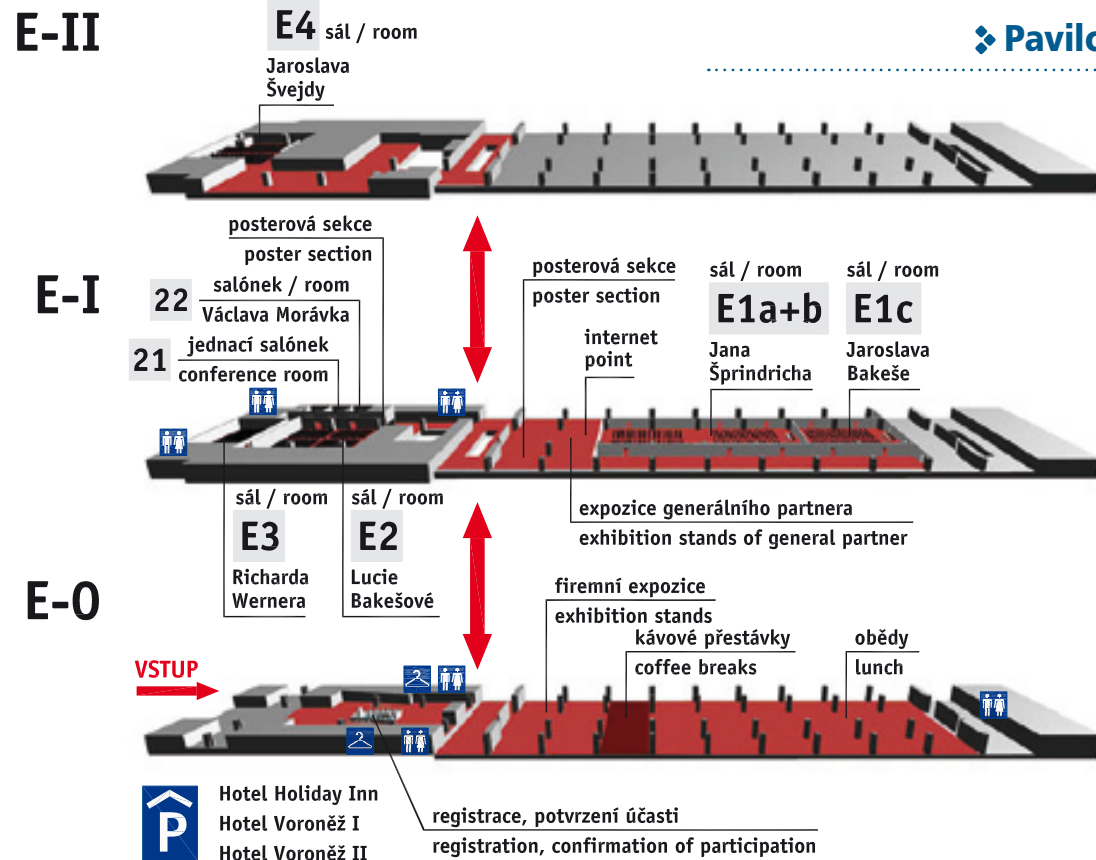 E-II
E4 sál / room
Jaroslava
Švejdy
posterová sekce
poster section
E-I
22
salónek / room
Václava Morávka
21
jednací salónek
conference room
posterová sekce
poster section
internet
point
sál / room
E1a+b
Jana
Šprindricha
sál / room
E1c
Jaroslava
Bakeše
sál / room
E3
Richarda
Wernera
sál / room
E2
Lucie
Bakešové
expozice generálního partnera
exhibition stands of general partner
E-0
firemní expozice
exhibition stands
kávové přestávky
coffee breaks
obědy
lunch
VSTUP
P
Hotel Holiday Inn
Hotel Voroněž I
Hotel Voroněž II
registrace, potvrzení účasti
registration, confirmation of participation